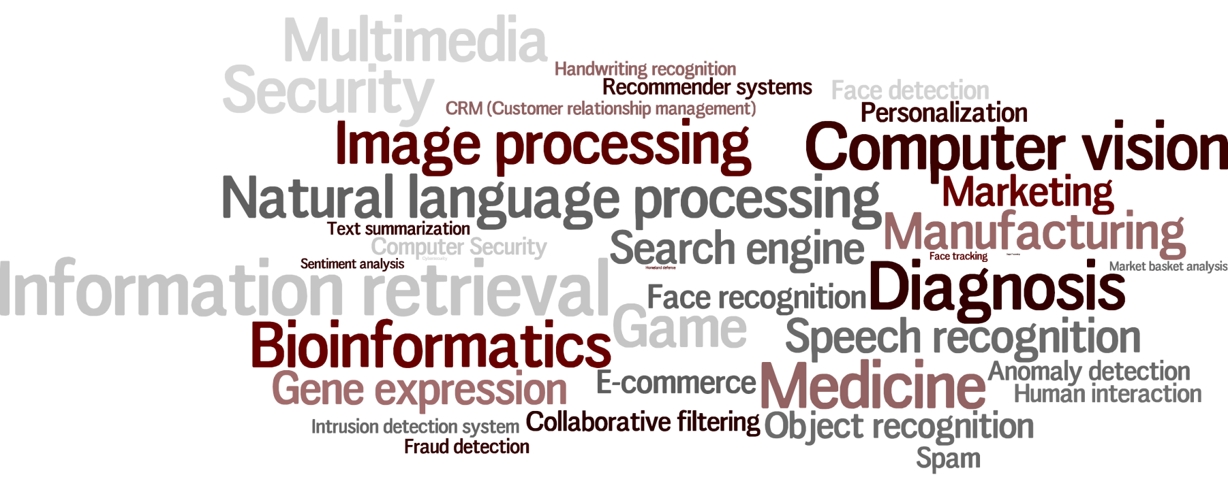 Multimedia
Handwriting recognition
Security
Recommender systems
Face detection
CRM (Customer relationship management)
Personalization
Image processing
Computer vision
Natural language processing
Marketing
Text summarization
Manufacturing
Computer Security
Search engine
Face tracking
Sentiment analysis
Homeland defence
Market basket analysis
Information retrieval
Face recognition
Diagnosis
Game
Speech recognition
Bioinformatics
Gene expression
E-commerce
Medicine
Anomaly detection
Human interaction
Intrusion detection system
Collaborative filtering
Object recognition
Fraud detection
Spam